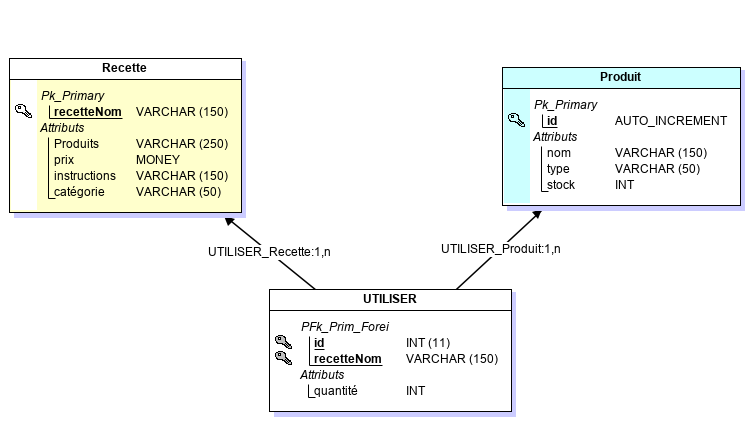 Recette
Pk_Primary
recetteNom VARCHAR (150)
Attributs
Produits VARCHAR (250)
prix MONEY
instructions VARCHAR (150)
catégorie VARCHAR (50)
Produit
Pk_Primary
id AUTO_INCREMENT
Attributs
nom VARCHAR (150)
type VARCHAR (50)
stock INT
UTILISER_Recette:1,n
UTILISER_Produit:1,n
UTILISER
PFk_Prim_Forei
id INT (11)
recetteNom VARCHAR (150)
Attributs
quantité INT